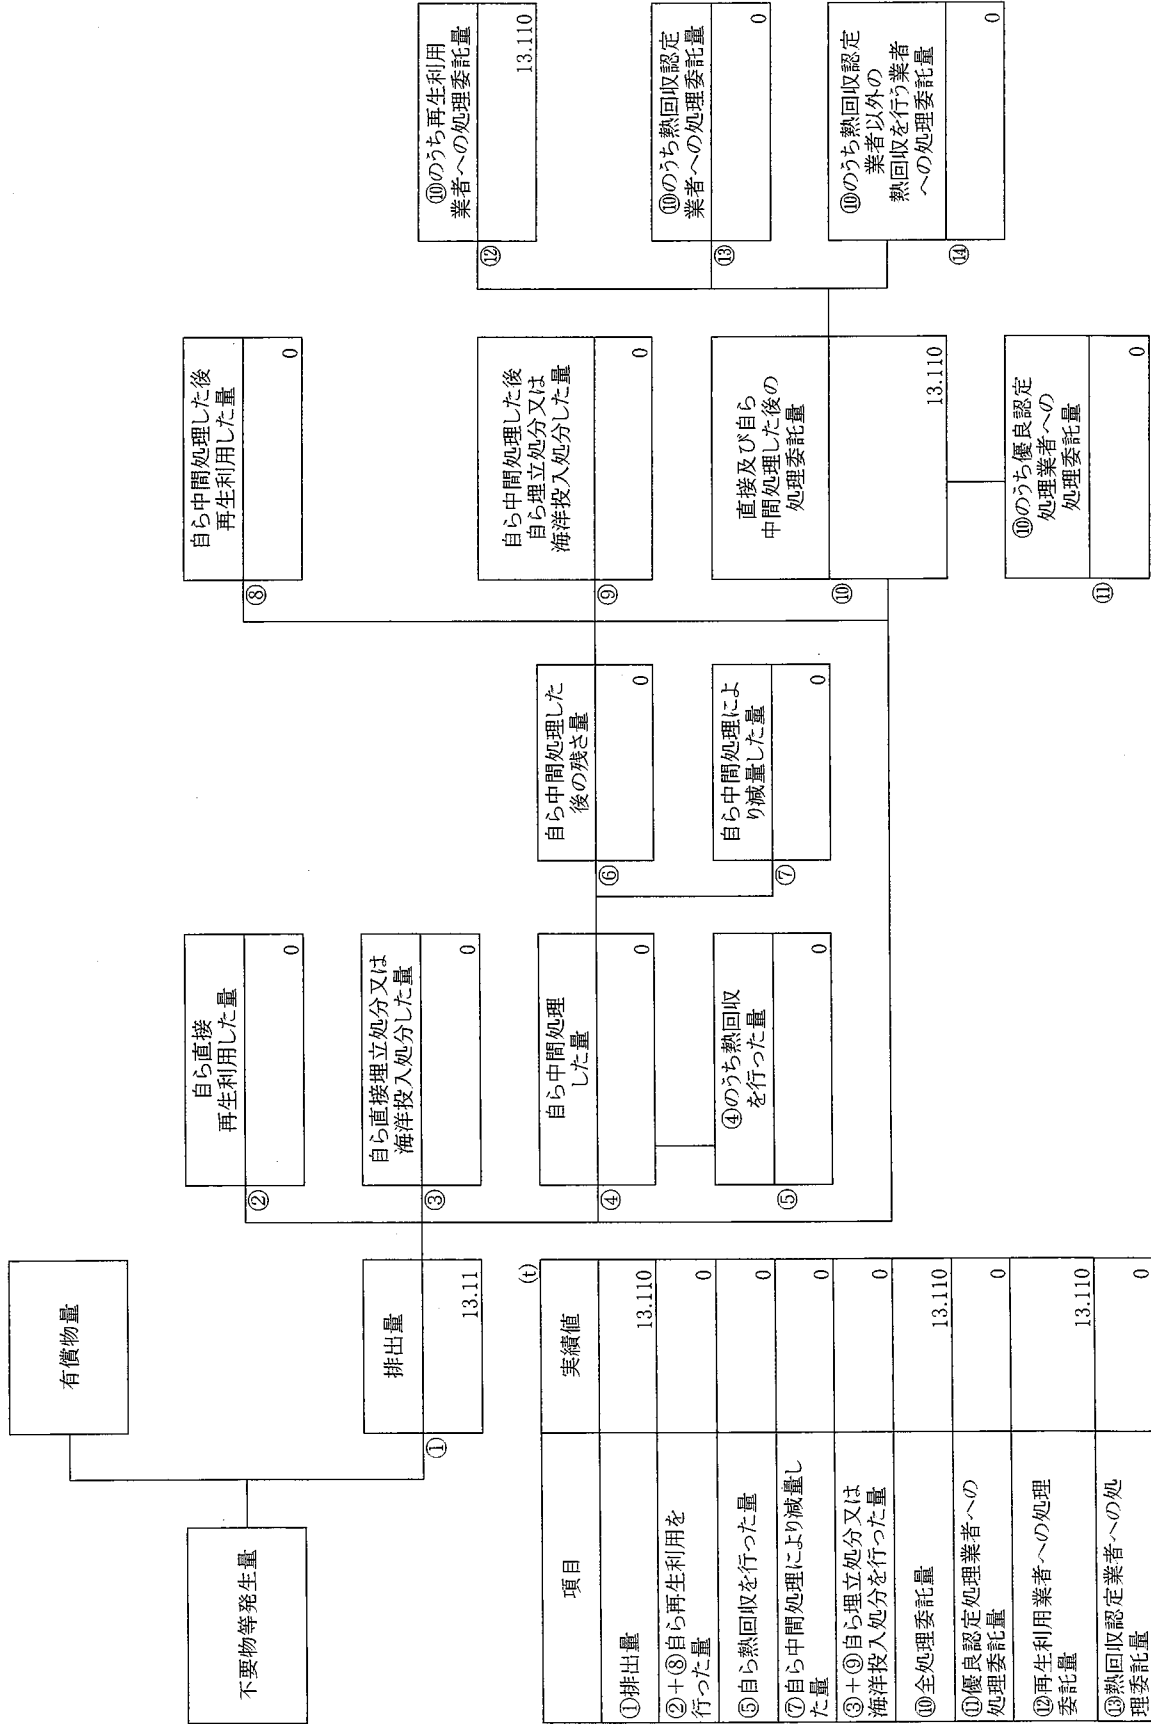 不要物等発生量
有償物量
①
排出量
13.11
②
自ら直接
再生利用した量
0
③
自ら直接埋立処分又は
海洋投入処分した量
0
④
自ら中間処理
した量
0
⑤
④のうち熱回収
を行った量
0
⑥
自ら中間処理した
後の残さ量
0
⑦
自ら中間処理によ
り減量した量
0
⑧
自ら中間処理した後
再生利用した量
0
⑨
自ら中間処理した後
自ら埋立処分又は
海洋投入処分した量
0
⑩
直接及び自ら
中間処理した後の
処理委託量
13.110
⑪
⑩のうち優良認定
処理業者への
処理委託量
0
⑫
⑩のうち再生利用
業者への処理委託量
13.110
⑬
⑩のうち熱回収認定
業者への処理委託量
0
⑭
⑩のうち熱回収認定
業者以外の
熱回収を行う業者
への処理委託量
0
(t)
項目 実績値
①排出量 13.110
②+⑧自ら再生利用を
行った量 0
⑤自ら熱回収を行った量 0
⑦自ら中間処理により減量し
た量 0
③+⑨自ら埋立処分又は
海洋投入処分を行った量 0
⑩全処理委託量 13.110
⑪優良認定処理業者への
処理委託量 0
⑫再生利用業者への処理
委託量 13.110
⑬熱回収認定業者への処
理委託量 0